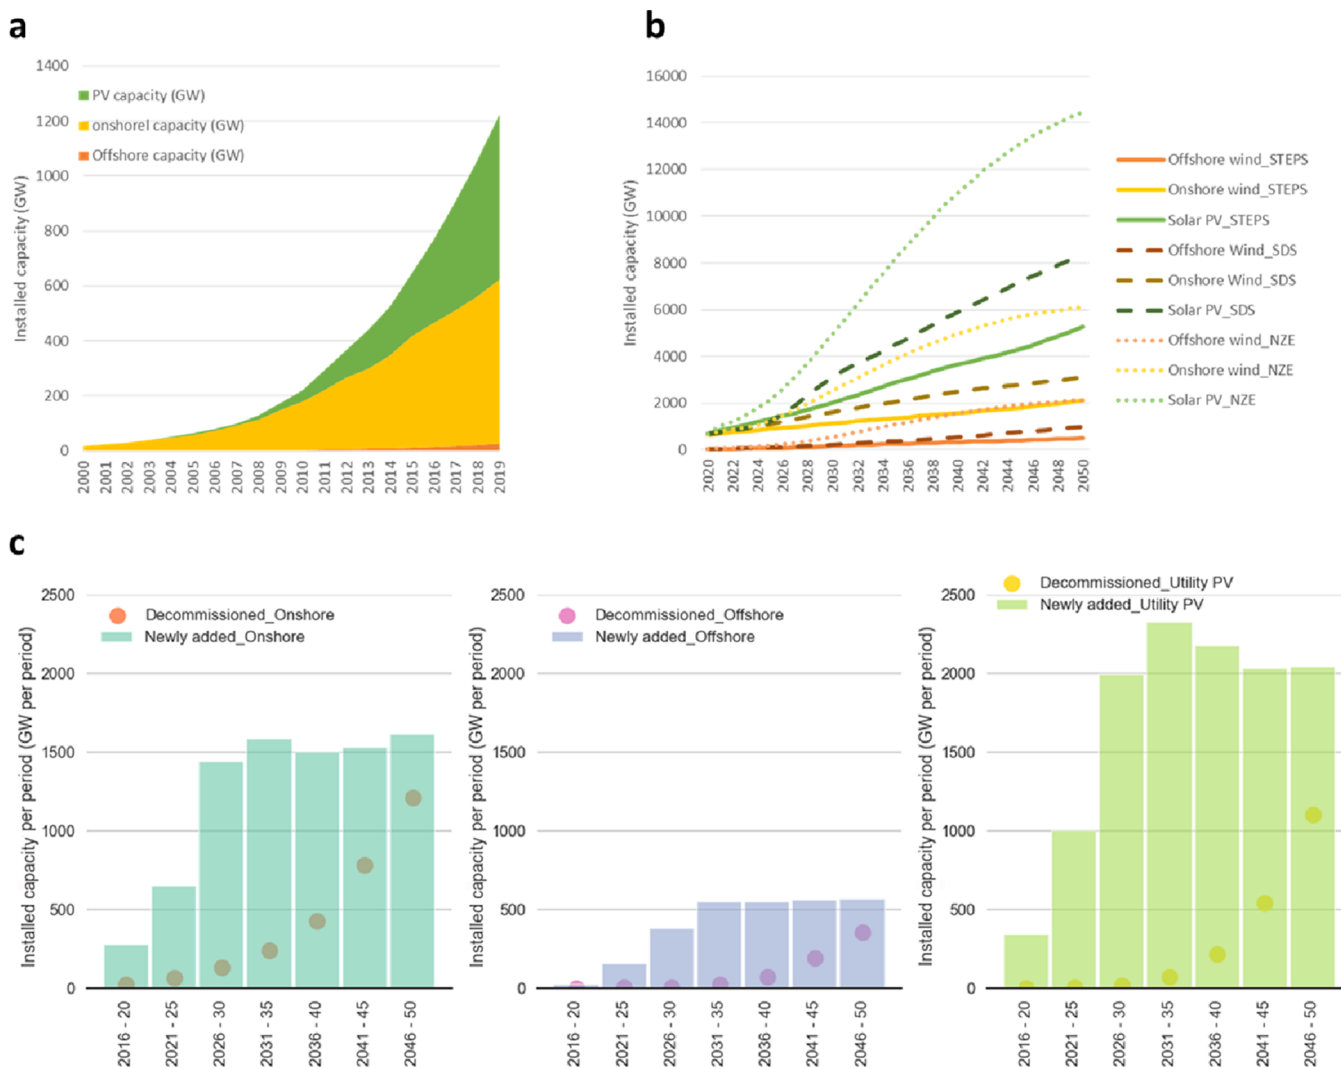 a
1400
1200
1000
800
600
400
200
0
Installed capacity (GW)
PV capacity (GW)
onshorel capacity (GW)
Offshore capacity (GW)
2000
2001
2002
2003
2004
2005
2006
2007
2008
2009
2010
2011
2012
2013
2014
2015
2016
2017
2018
2019
b
16000
14000
12000
10000
8000
6000
4000
2000
0
Installed capacity (GW)
2020
2022
2024
2026
2028
2030
2032
2034
2036
2038
2040
2042
2044
2046
2048
2050
Offshore wind_STEPS
Onshore wind_STEPS
Solar PV_STEPS
Offshore Wind_SDS
Onshore Wind_SDS
Solar PV_SDS
Offshore wind_NZE
Onshore wind_NZE
Solar PV_NZE
c
2500
2000
1500
1000
500
0
Installed capacity per period (GW per period)
Decommissioned_Onshore
Newly added_Onshore
2016 - 20
2021 - 25
2026 - 30
2031 - 35
2036 - 40
2041 - 45
2046 - 50
2500
2000
1500
1000
500
0
Installed capacity per period (GW per period)
Decommissioned_Offshore
Newly added_Offshore
2016 - 20
2021 - 25
2026 - 30
2031 - 35
2036 - 40
2041 - 45
2046 - 50
2500
2000
1500
1000
500
0
Installed capacity per period (GW per period)
Decommissioned_Utility PV
Newly added_Utility PV
2016 - 20
2021 - 25
2026 - 30
2031 - 35
2036 - 40
2041 - 45
2046 - 50